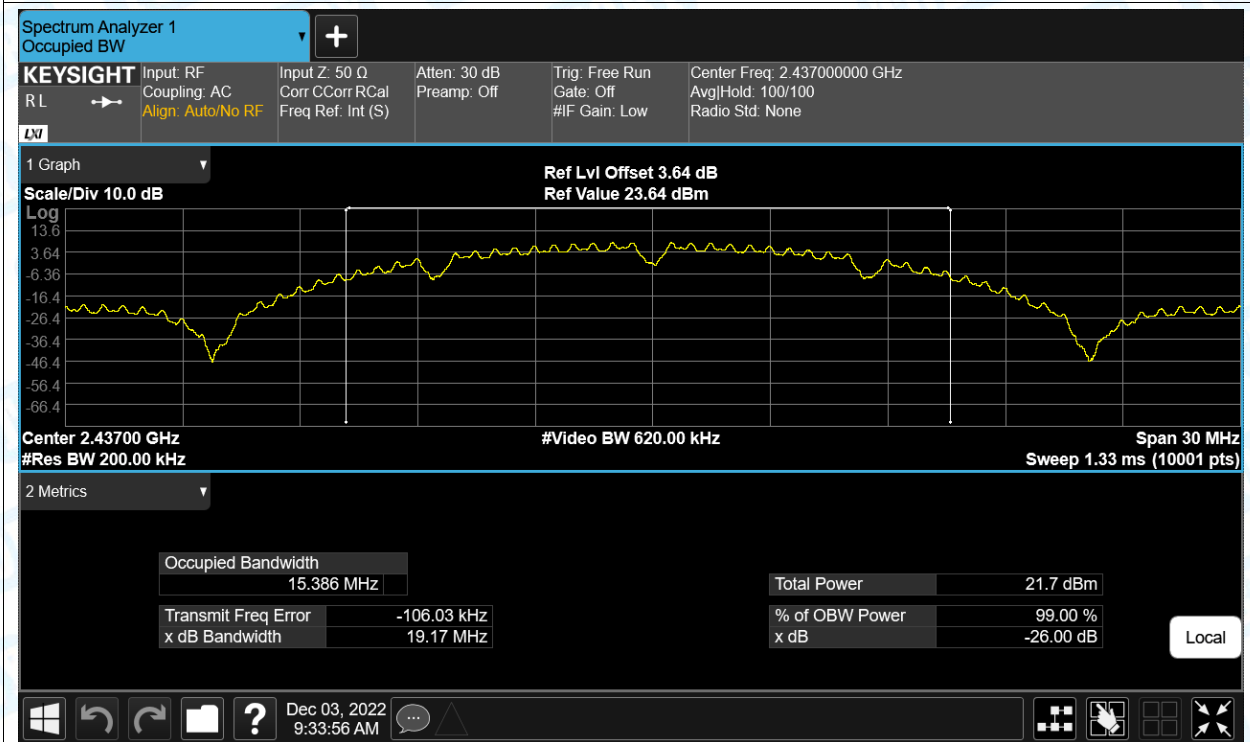 Spectrum Analyzer 1
Occupied BW
▼
+
KEYSIGHT
R L
LXI
Input: RF
Coupling: AC
Align: Auto/No RF
Input Z: 50 Ω
Corr CCorr RCal
Freq Ref: Int (S)
Atten: 30 dB
Preamp: Off
Trig: Free Run
Gate: Off
#IF Gain: Low
Center Freq: 2.437000000 GHz
Avg|Hold: 100/100
Radio Std: None
1 Graph ▼
Scale/Div 10.0 dB
Ref Lvl Offset 3.64 dB
Ref Value 23.64 dBm
Log
13.6
3.64
-6.36
-16.4
-26.4
-36.4
-46.4
-56.4
-66.4
Center 2.43700 GHz
#Video BW 620.00 kHz
Span 30 MHz
#Res BW 200.00 kHz
Sweep 1.33 ms (10001 pts)
2 Metrics ▼
Occupied Bandwidth
15.386 MHz
Total Power 21.7 dBm
Transmit Freq Error -106.03 kHz
% of OBW Power 99.00 %
x dB Bandwidth 19.17 MHz
x dB -26.00 dB
Local
?
Dec 03, 2022
9:33:56 AM